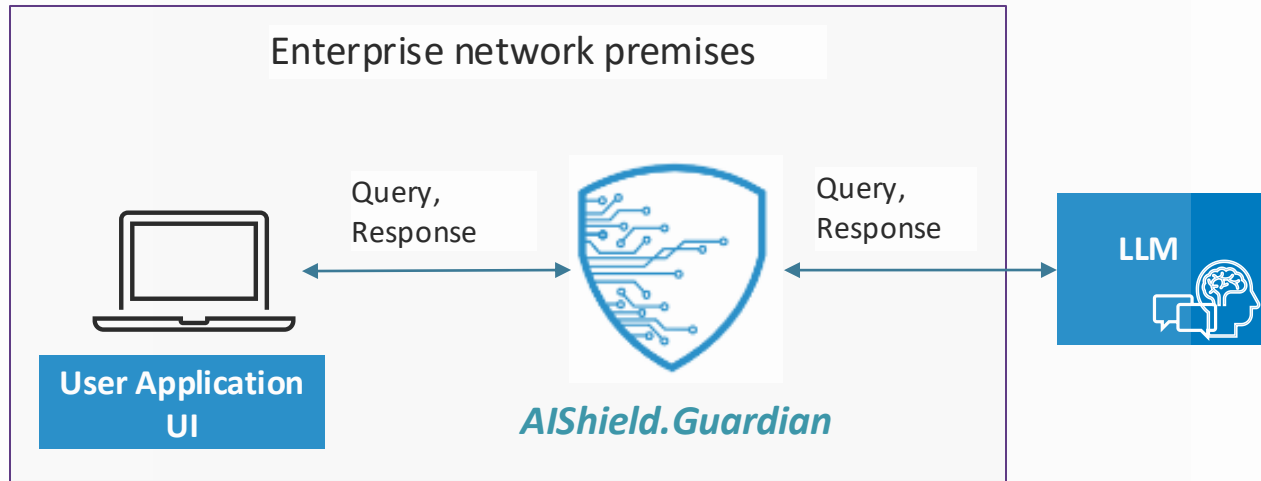 Enterprise network premises
Query,
Response
Query,
Response
LLM
User Application
UI
AIShield.Guardian